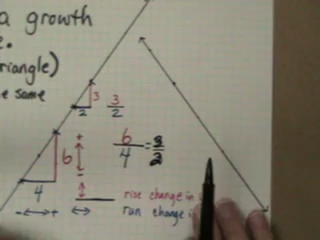 a growth
e.
riangle)
e same
3
2
3/2
6
4
+
-
6/4 = 3/2
rise change in
run change i
- +